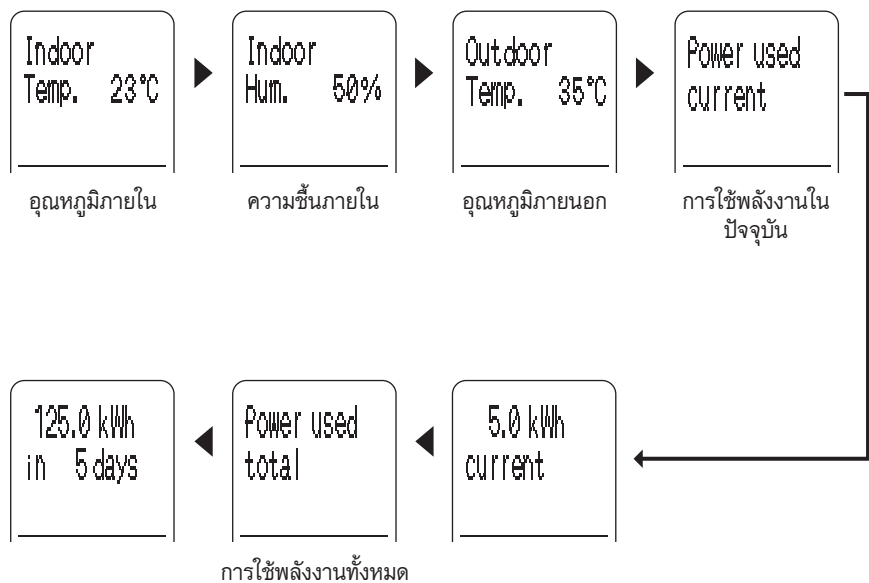 Indoor
Temp. 23°C
อุณหภูมิภายใน
Indoor
Hum. 50%
ความชื้นภายใน
Outdoor
Temp. 35°C
อุณหภูมิภายนอก
Power used
current
การใช้พลังงานใน
ปัจจุบัน
5.0 kWh
current
Power used
total
การใช้พลังงานทั้งหมด
125.0 kWh
in 5 days